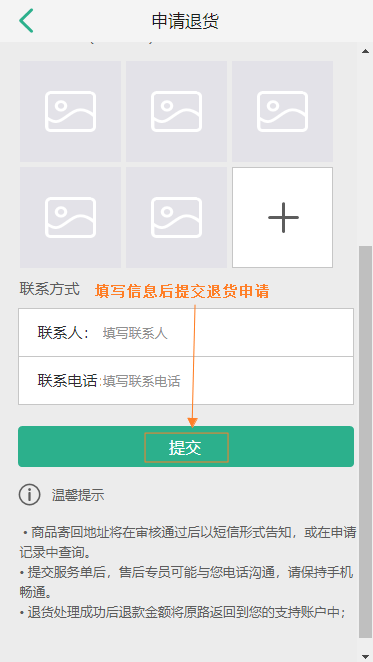 申请退货
联系方式
填写信息后提交退货申请
联系人： 填写联系人
联系电话:填写联系电话
提交
温馨提示
·商品寄回地址将在审核通过后以短信形式告知，或在申请
记录中查询。
·提交服务单后，售后专员可能与您电话沟通，请保持手机
畅通。
·退货处理成功后退款金额将原路返回到您的支持账户中；